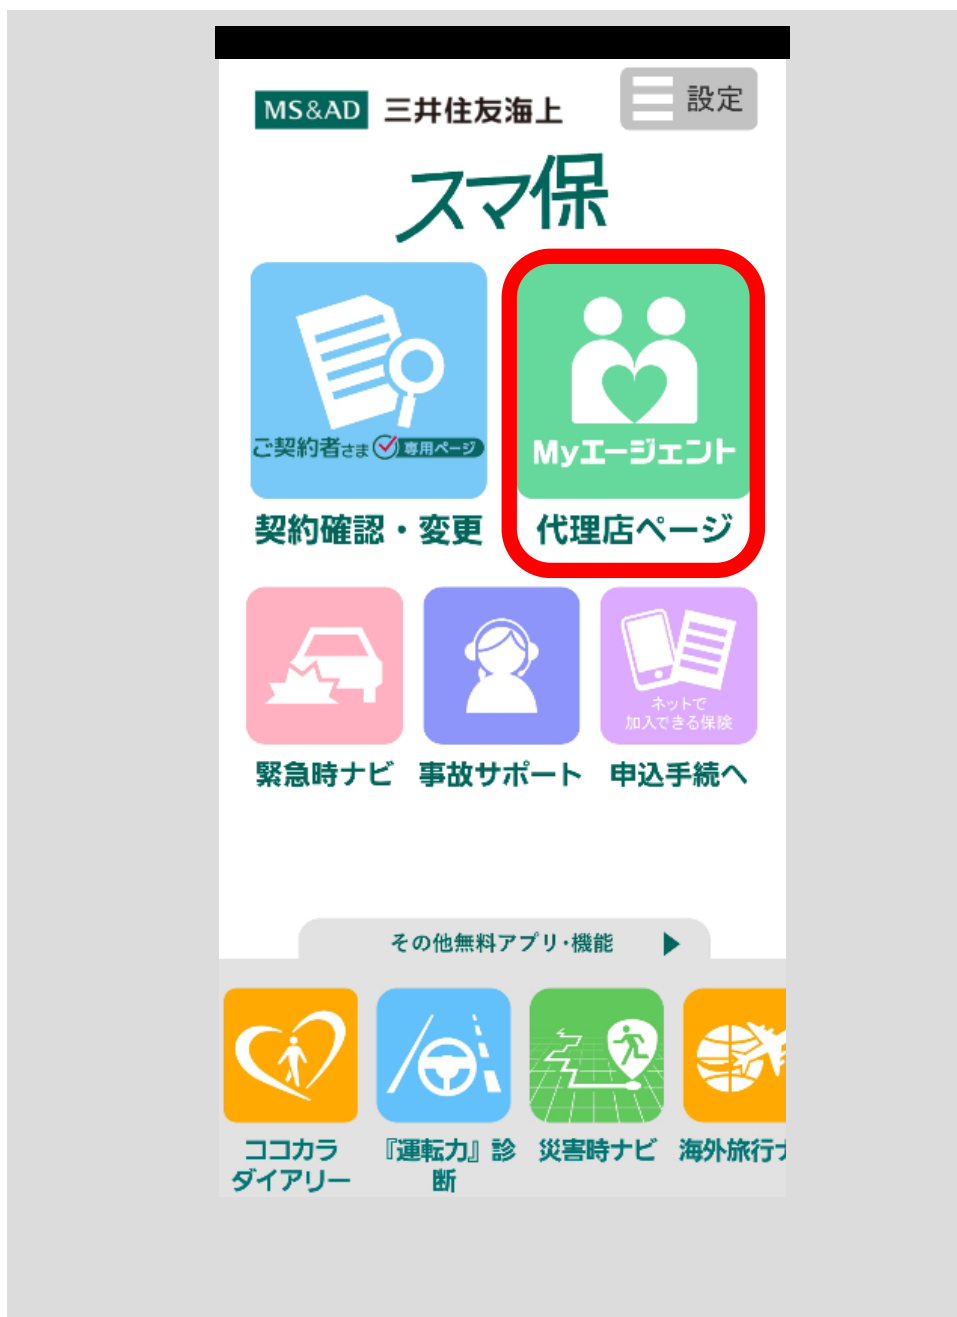 MS&AD 三井住友海上
設定
スマ保
ご契約者さま 専用ページ
Myエージェント
契約確認・変更
代理店ページ
ネットで
加入できる保険
緊急時ナビ
事故サポート
申込手続へ
その他無料アプリ・機能 ▶
ココカラ
ダイアリー
『運転力』診
断
災害時ナビ
海外旅行ナ